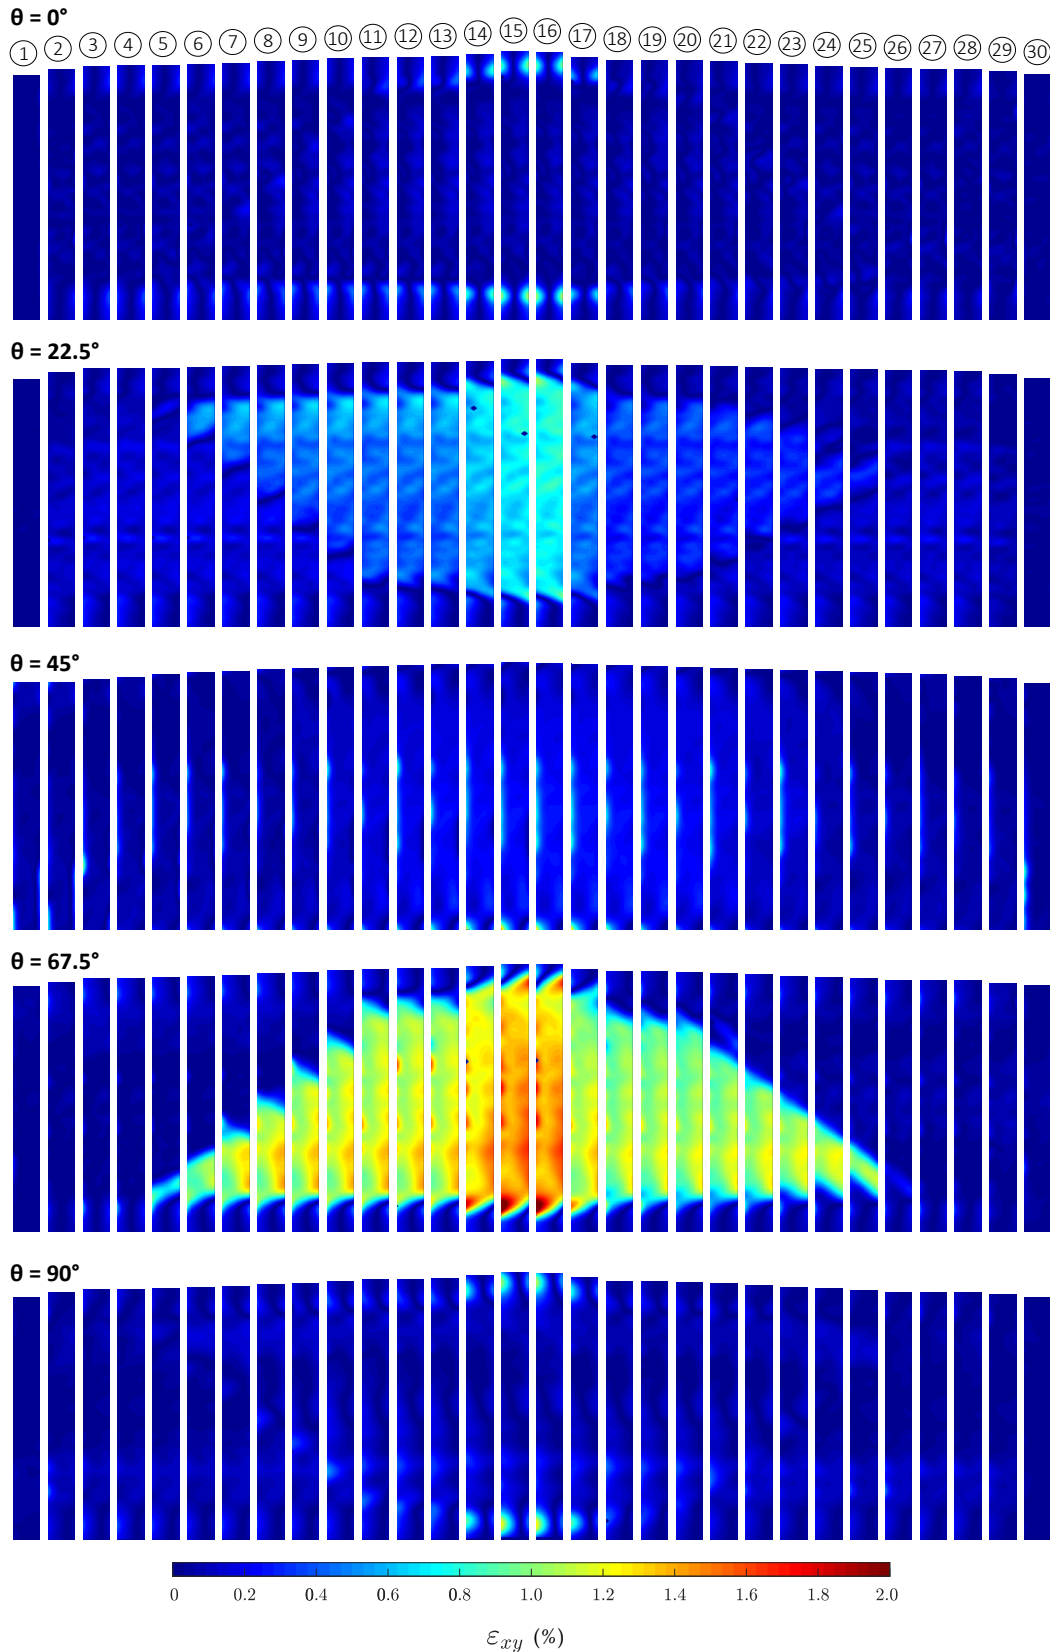 θ = 0°
① ② ③ ④ ⑤ ⑥ ⑦ ⑧ ⑨ ⑩ ⑪ ⑫ ⑬ ⑭ ⑮ ⑯ ⑰ ⑱ ⑲ ⑳ ㉑ ㉒ ㉓ ㉔ ㉕ ㉖ ㉗ ㉘ ㉙ ㉚
θ = 22.5°
θ = 45°
θ = 67.5°
θ = 90°
0 0.2 0.4 0.6 0.8 1.0 1.2 1.4 1.6 1.8 2.0
εxy (%)